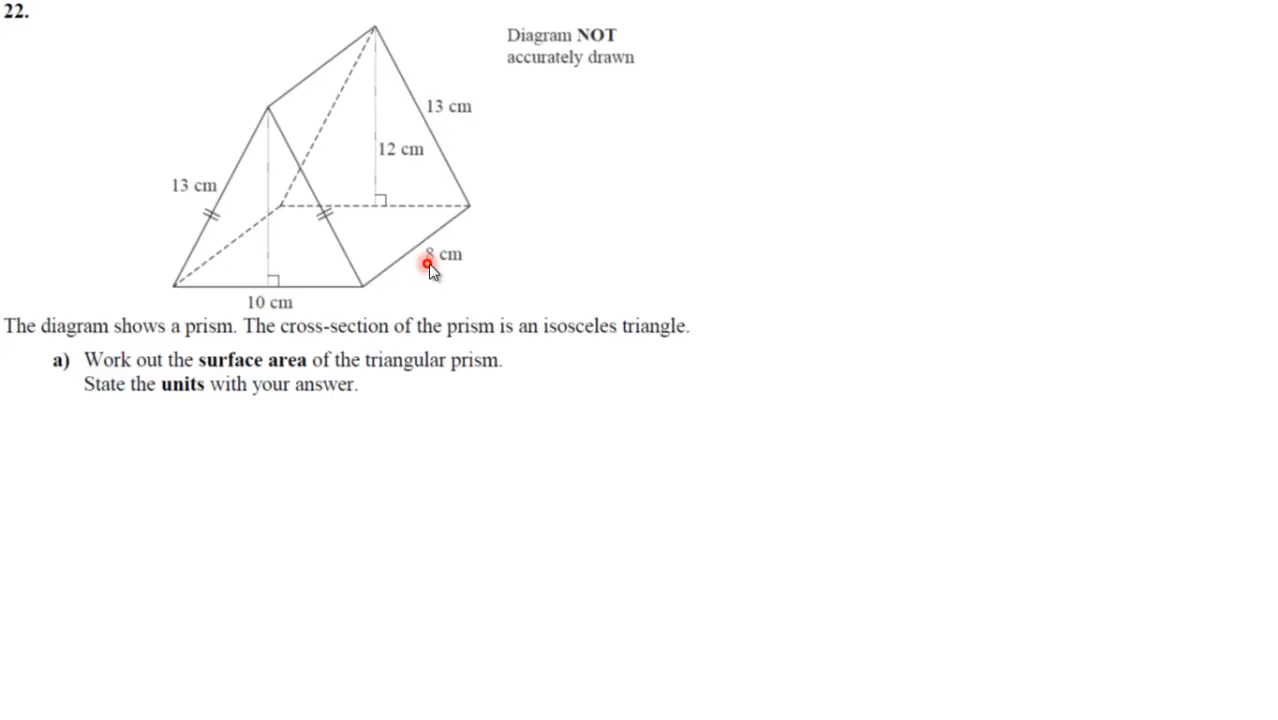 22.
Diagram NOT
accurately drawn
13 cm
12 cm
13 cm
8 cm
10 cm
The diagram shows a prism. The cross-section of the prism is an isosceles triangle.
a) Work out the surface area of the triangular prism.
State the units with your answer.